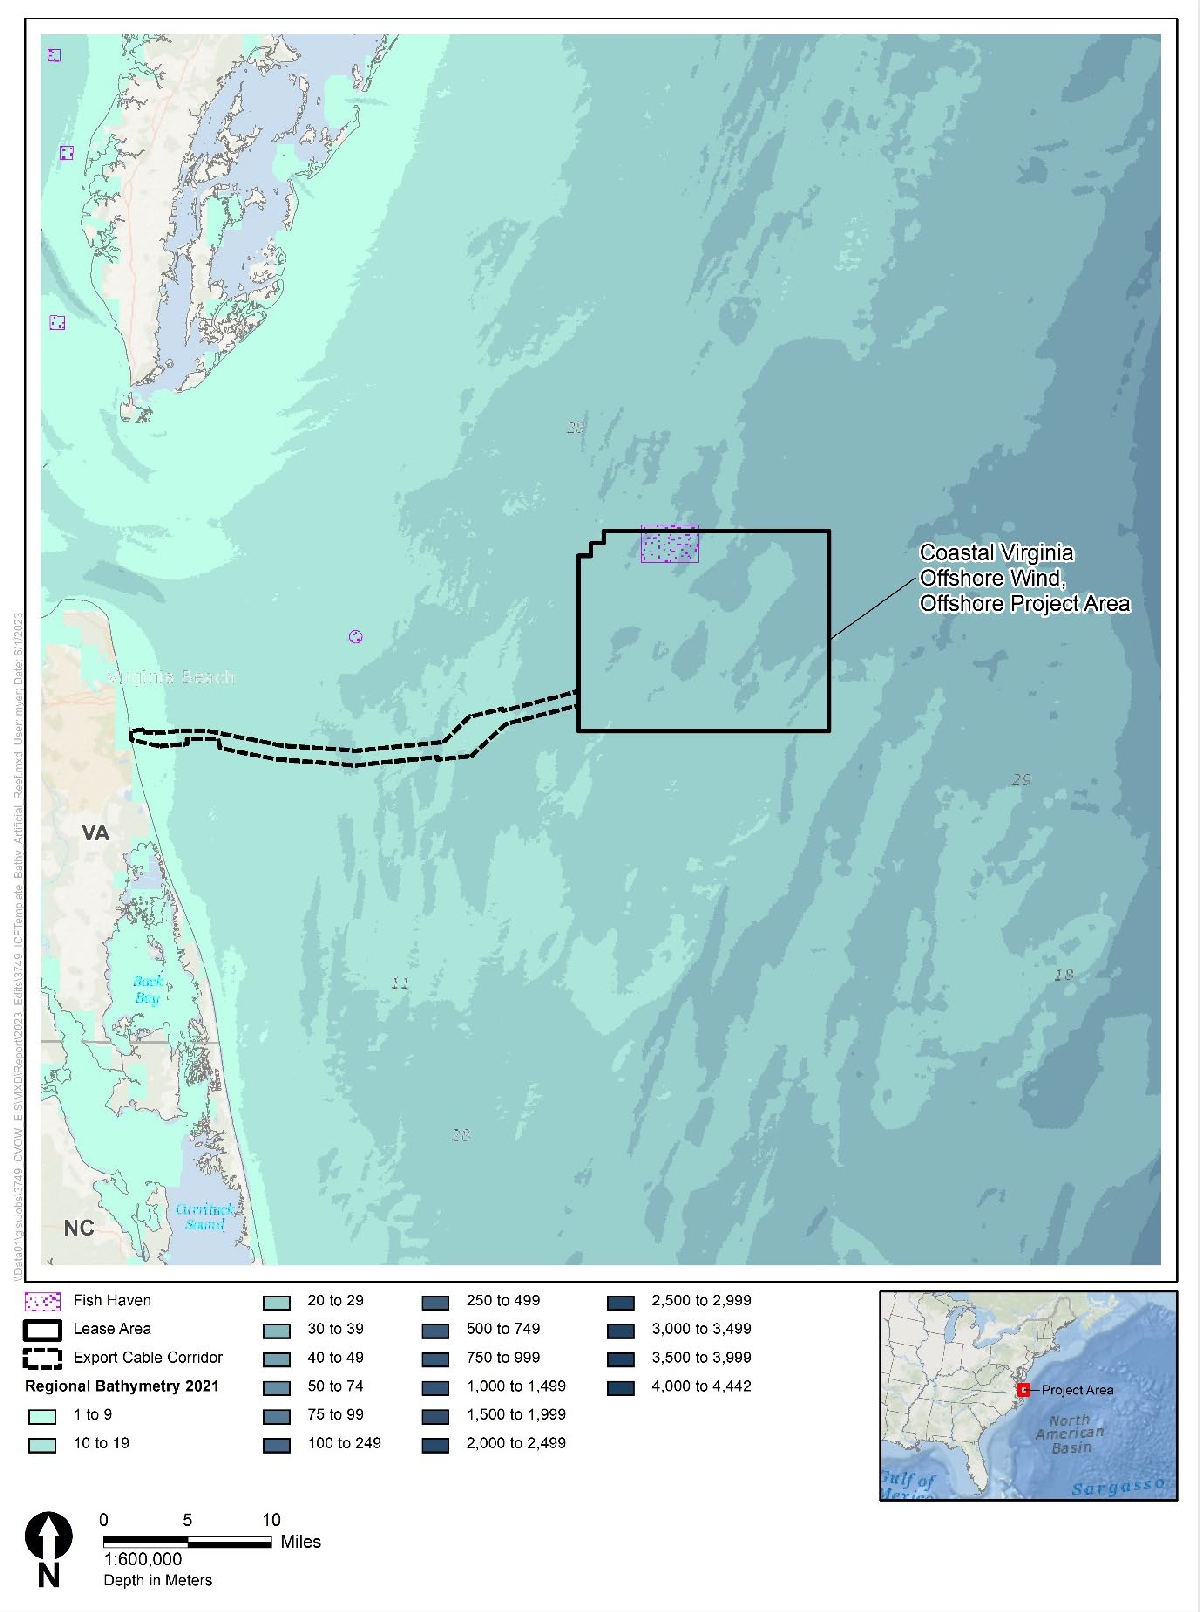 Coastal Virginia
Offshore Wind,
Offshore Project Area
Virginia Beach
VA
Back
Bay
NC
Currituck
Sound
20
29
18
11
20
Fish Haven
Lease Area
Export Cable Corridor
Regional Bathymetry 2021
1 to 9
10 to 19
20 to 29
30 to 39
40 to 49
50 to 74
75 to 99
100 to 249
250 to 499
500 to 749
750 to 999
1,000 to 1,499
1,500 to 1,999
2,000 to 2,499
2,500 to 2,999
3,000 to 3,499
3,500 to 3,999
4,000 to 4,442
Project Area
North
American
Basin
Gulf of
Mexico
Sargasso
N
0 5 10
Miles
1:600,000
Depth in Meters